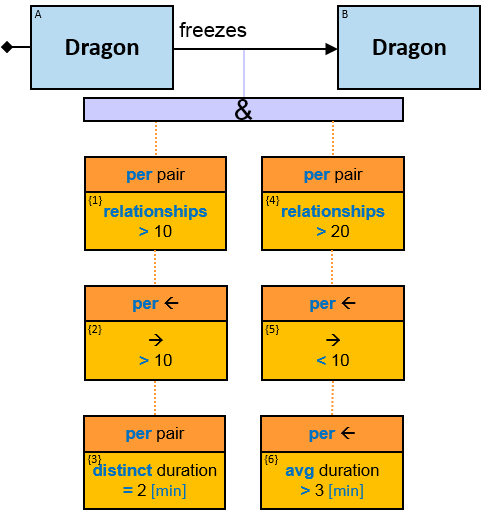 A
Dragon
freezes
B
Dragon
&
per pair
{1}
relationships
> 10
per pair
{4}
relationships
> 20
per ←
{2}
→
> 10
per ←
{5}
→
< 10
per pair
{3}
distinct duration
= 2 [min]
per ←
{6}
avg duration
> 3 [min]